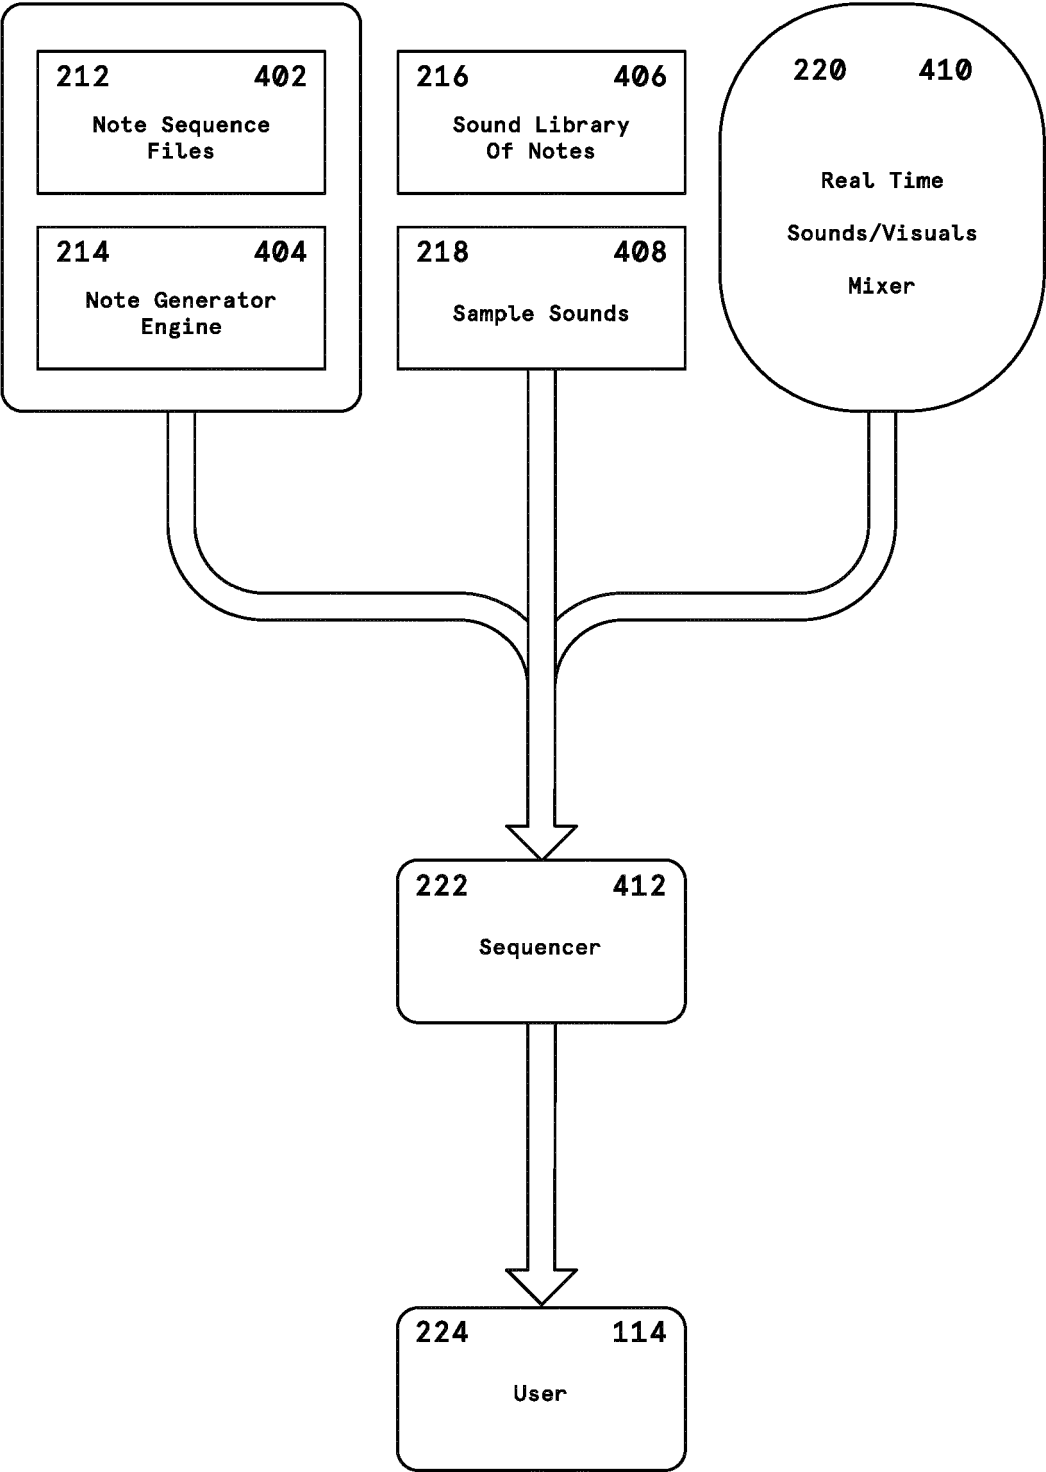 212 402
Note Sequence
Files
214 404
Note Generator
Engine
216 406
Sound Library
Of Notes
218 408
Sample Sounds
220 410
Real Time
Sounds/Visuals
Mixer
222 412
Sequencer
224 114
User